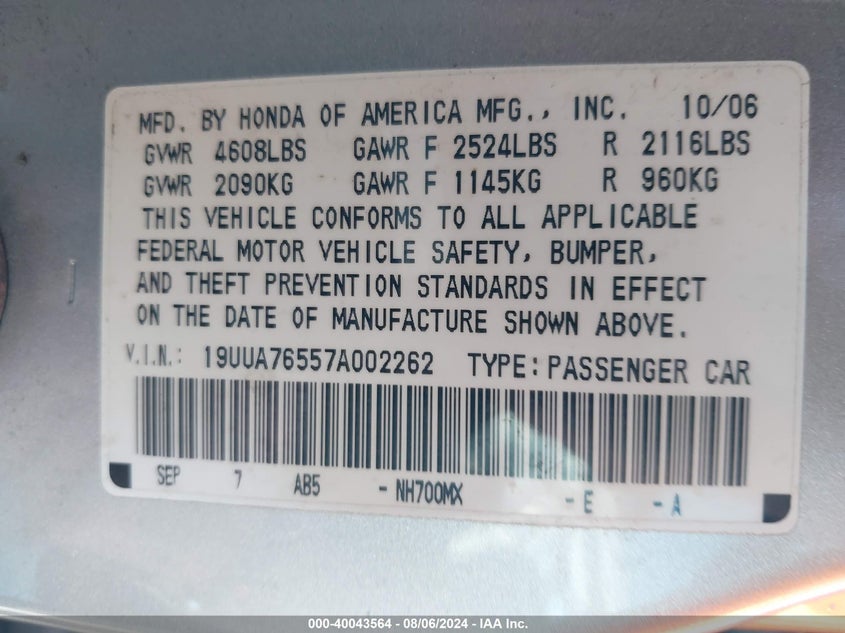 MFD. BY HONDA OF AMERICA MFG., INC. 10/06
GVWR 4608LBS GAWR F 2524LBS R 2116LBS
GVWR 2090KG GAWR F 1145KG R 960KG
THIS VEHICLE CONFORMS TO ALL APPLICABLE
FEDERAL MOTOR VEHICLE SAFETY, BUMPER,
AND THEFT PREVENTION STANDARDS IN EFFECT
ON THE DATE OF MANUFACTURE SHOWN ABOVE.
V.I.N.: 19UUA76557A002262 TYPE: PASSENGER CAR
SEP 7 AB5 - NH700MX - E - A
000-40043564 - 08/06/2024 - IAA Inc.